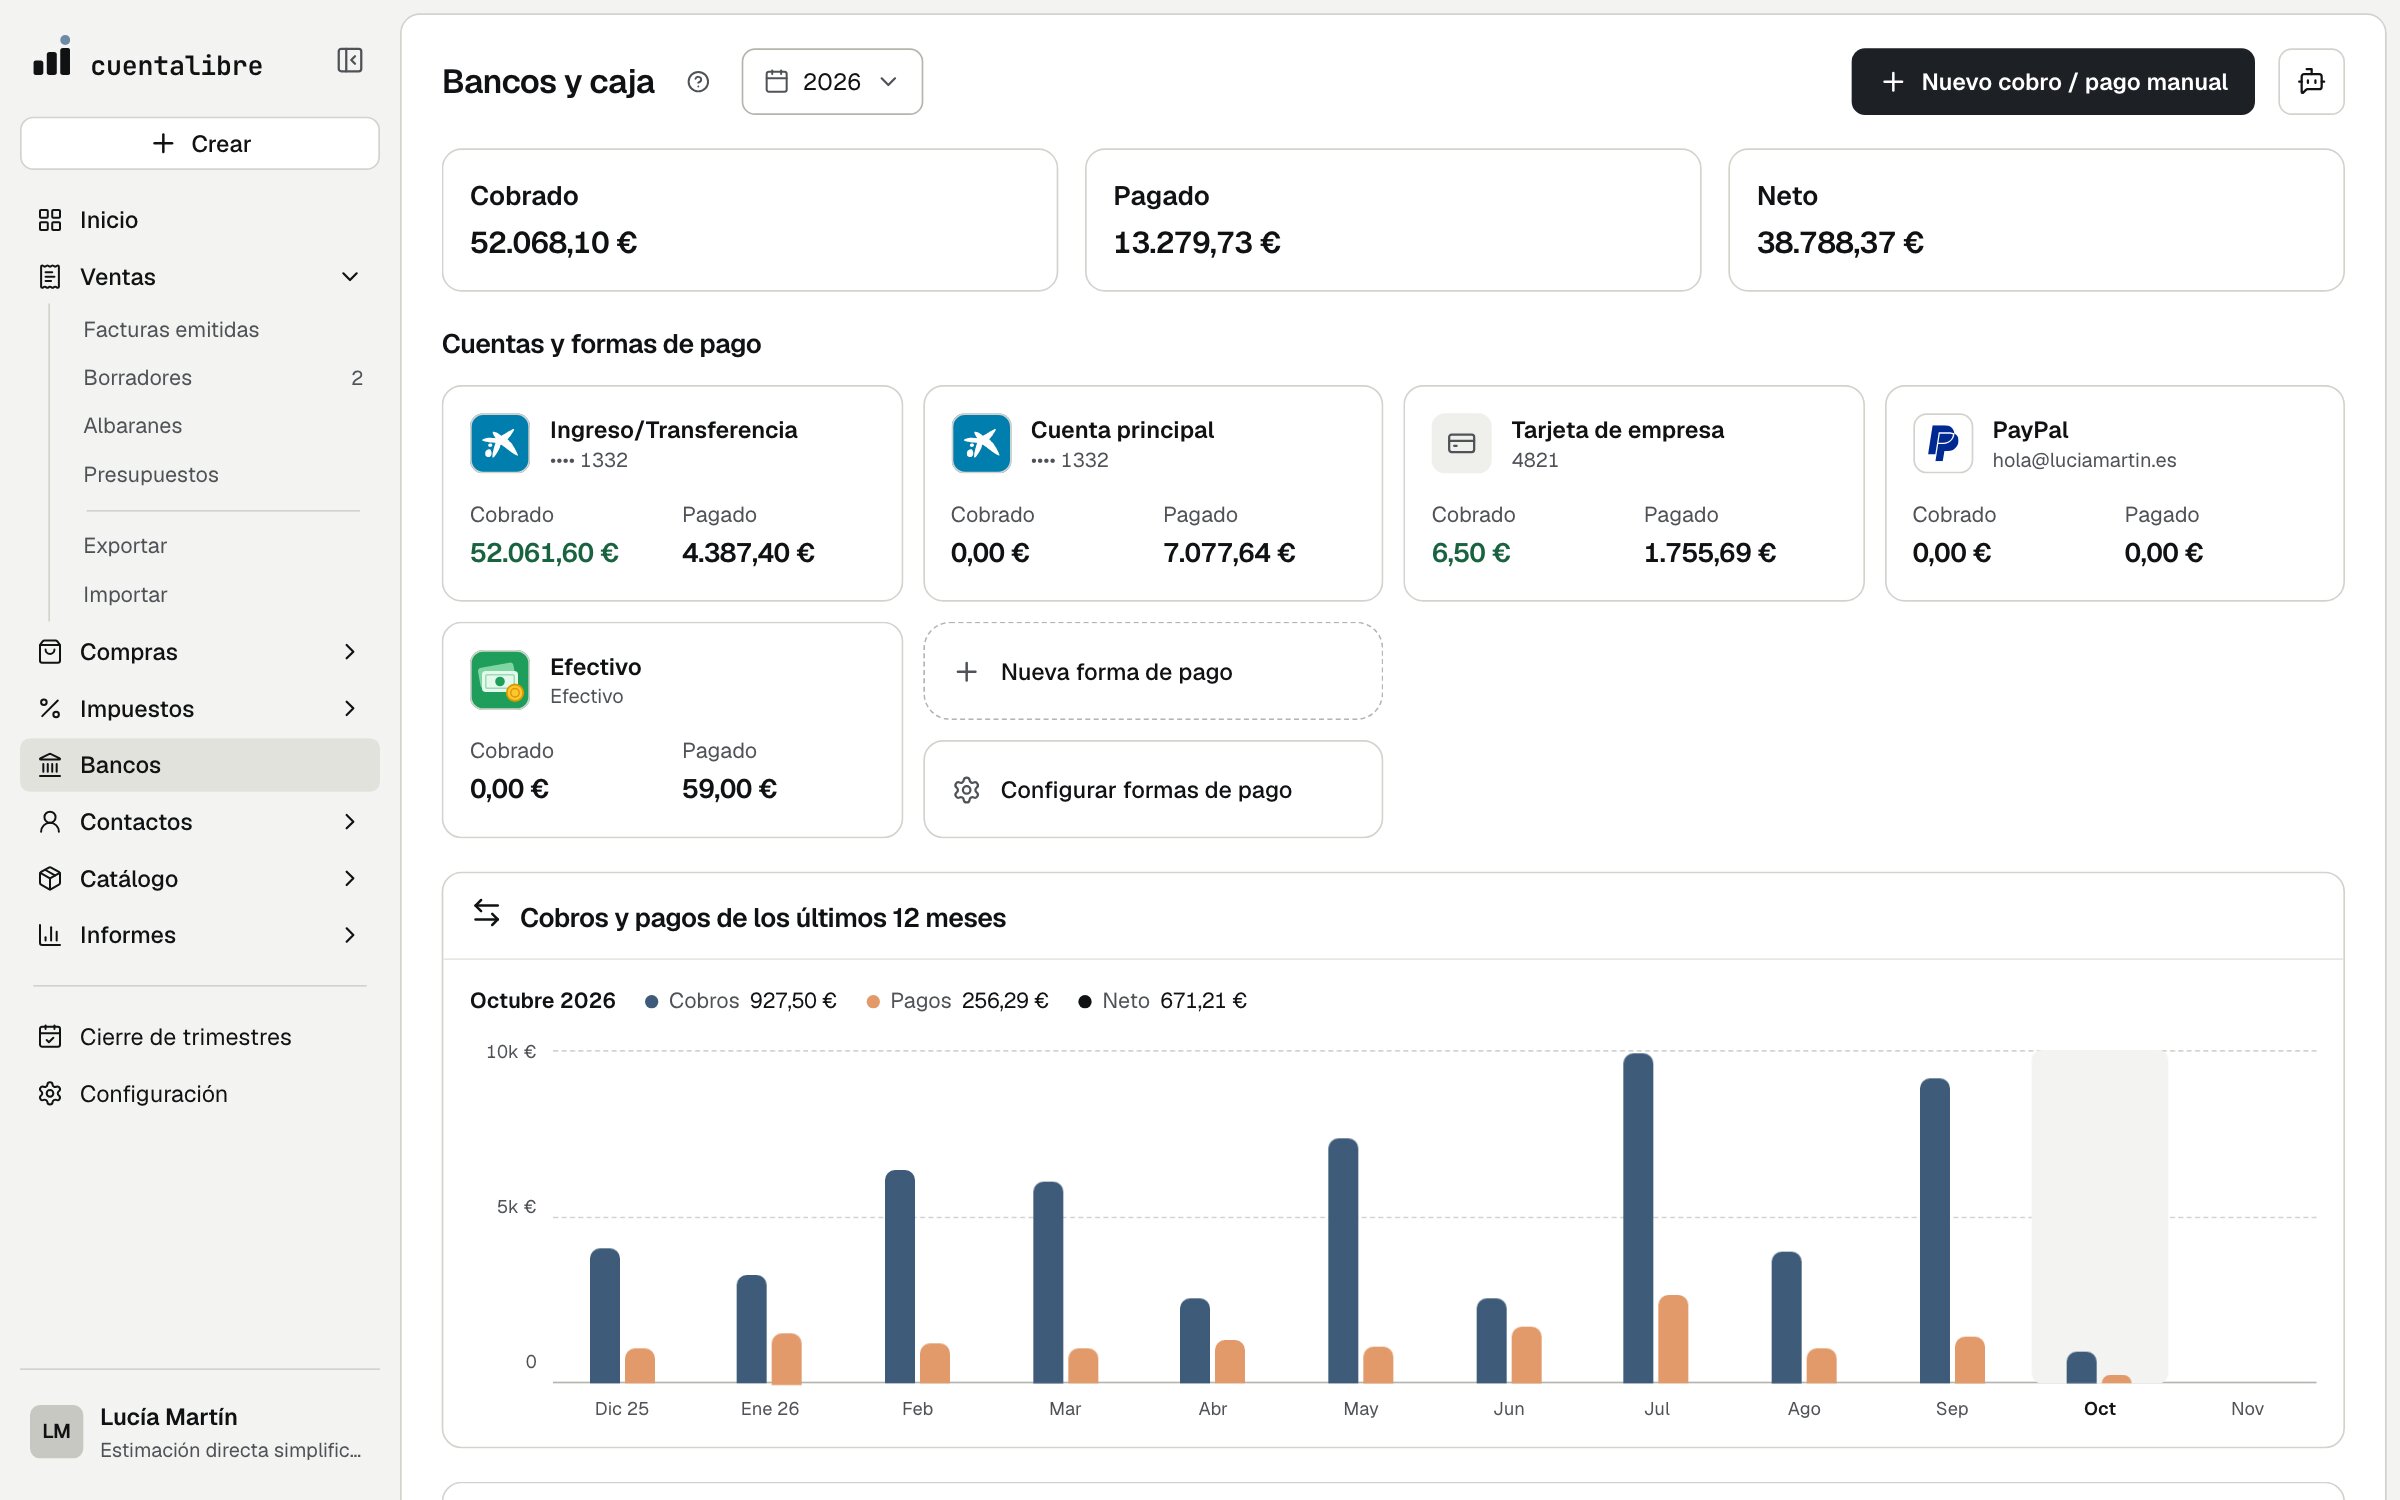 cuentalibre
Crear
Inicio
Ventas
Facturas emitidas
Borradores 2
Albaranes
Presupuestos
Exportar
Importar
Compras
Impuestos
Bancos
Contactos
Catálogo
Informes
Cierre de trimestres
Configuración
LM
Lucía Martín
Estimación directa simplific...
Bancos y caja
2026
Nuevo cobro / pago manual
Cobrado
52.068,10 €
Pagado
13.279,73 €
Neto
38.788,37 €
Cuentas y formas de pago
Ingreso/Transferencia
•••• 1332
Cobrado Pagado
52.061,60 € 4.387,40 €
Cuenta principal
•••• 1332
Cobrado Pagado
0,00 € 7.077,64 €
Tarjeta de empresa
4821
Cobrado Pagado
6,50 € 1.755,69 €
PayPal
hola@luciamartin.es
Cobrado Pagado
0,00 € 0,00 €
Efectivo
Efectivo
Cobrado Pagado
0,00 € 59,00 €
Nueva forma de pago
Configurar formas de pago
Cobros y pagos de los últimos 12 meses
Octubre 2026 Cobros 927,50 € Pagos 256,29 € Neto 671,21 €
10k €
5k €
0
Dic 25 Ene 26 Feb Mar Abr May Jun Jul Ago Sep Oct Nov